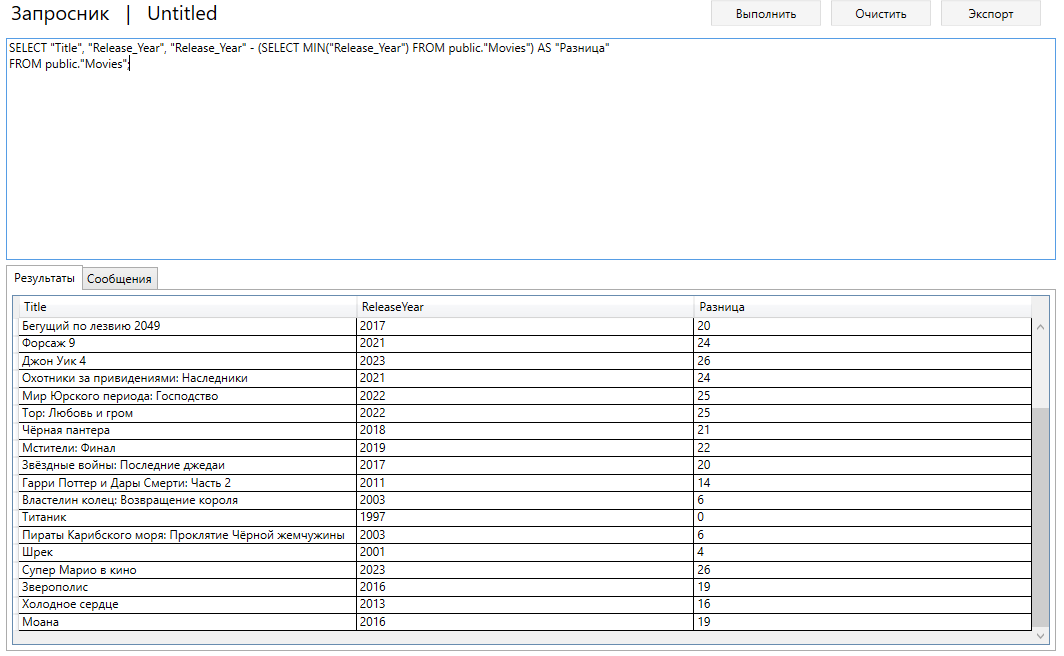 Запросник | Untitled Выполнить Очистить Экспорт
SELECT "Title", "Release_Year", "Release_Year" - (SELECT MIN("Release_Year") FROM public."Movies") AS "Разница"
FROM public."Movies";
Результаты Сообщения
Title ReleaseYear Разница
Бегущий по лезвию 2049 2017 20
Форсаж 9 2021 24
Джон Уик 4 2023 26
Охотники за привидениями: Наследники 2021 24
Мир Юрского периода: Господство 2022 25
Тор: Любовь и гром 2022 25
Чёрная пантера 2018 21
Мстители: Финал 2019 22
Звёздные войны: Последние джедаи 2017 20
Гарри Поттер и Дары Смерти: Часть 2 2011 14
Властелин колец: Возвращение короля 2003 6
Титаник 1997 0
Пираты Карибского моря: Проклятие Чёрной жемчужины 2003 6
Шрек 2001 4
Супер Марио в кино 2023 26
Зверополис 2016 19
Холодное сердце 2013 16
Моана 2016 19